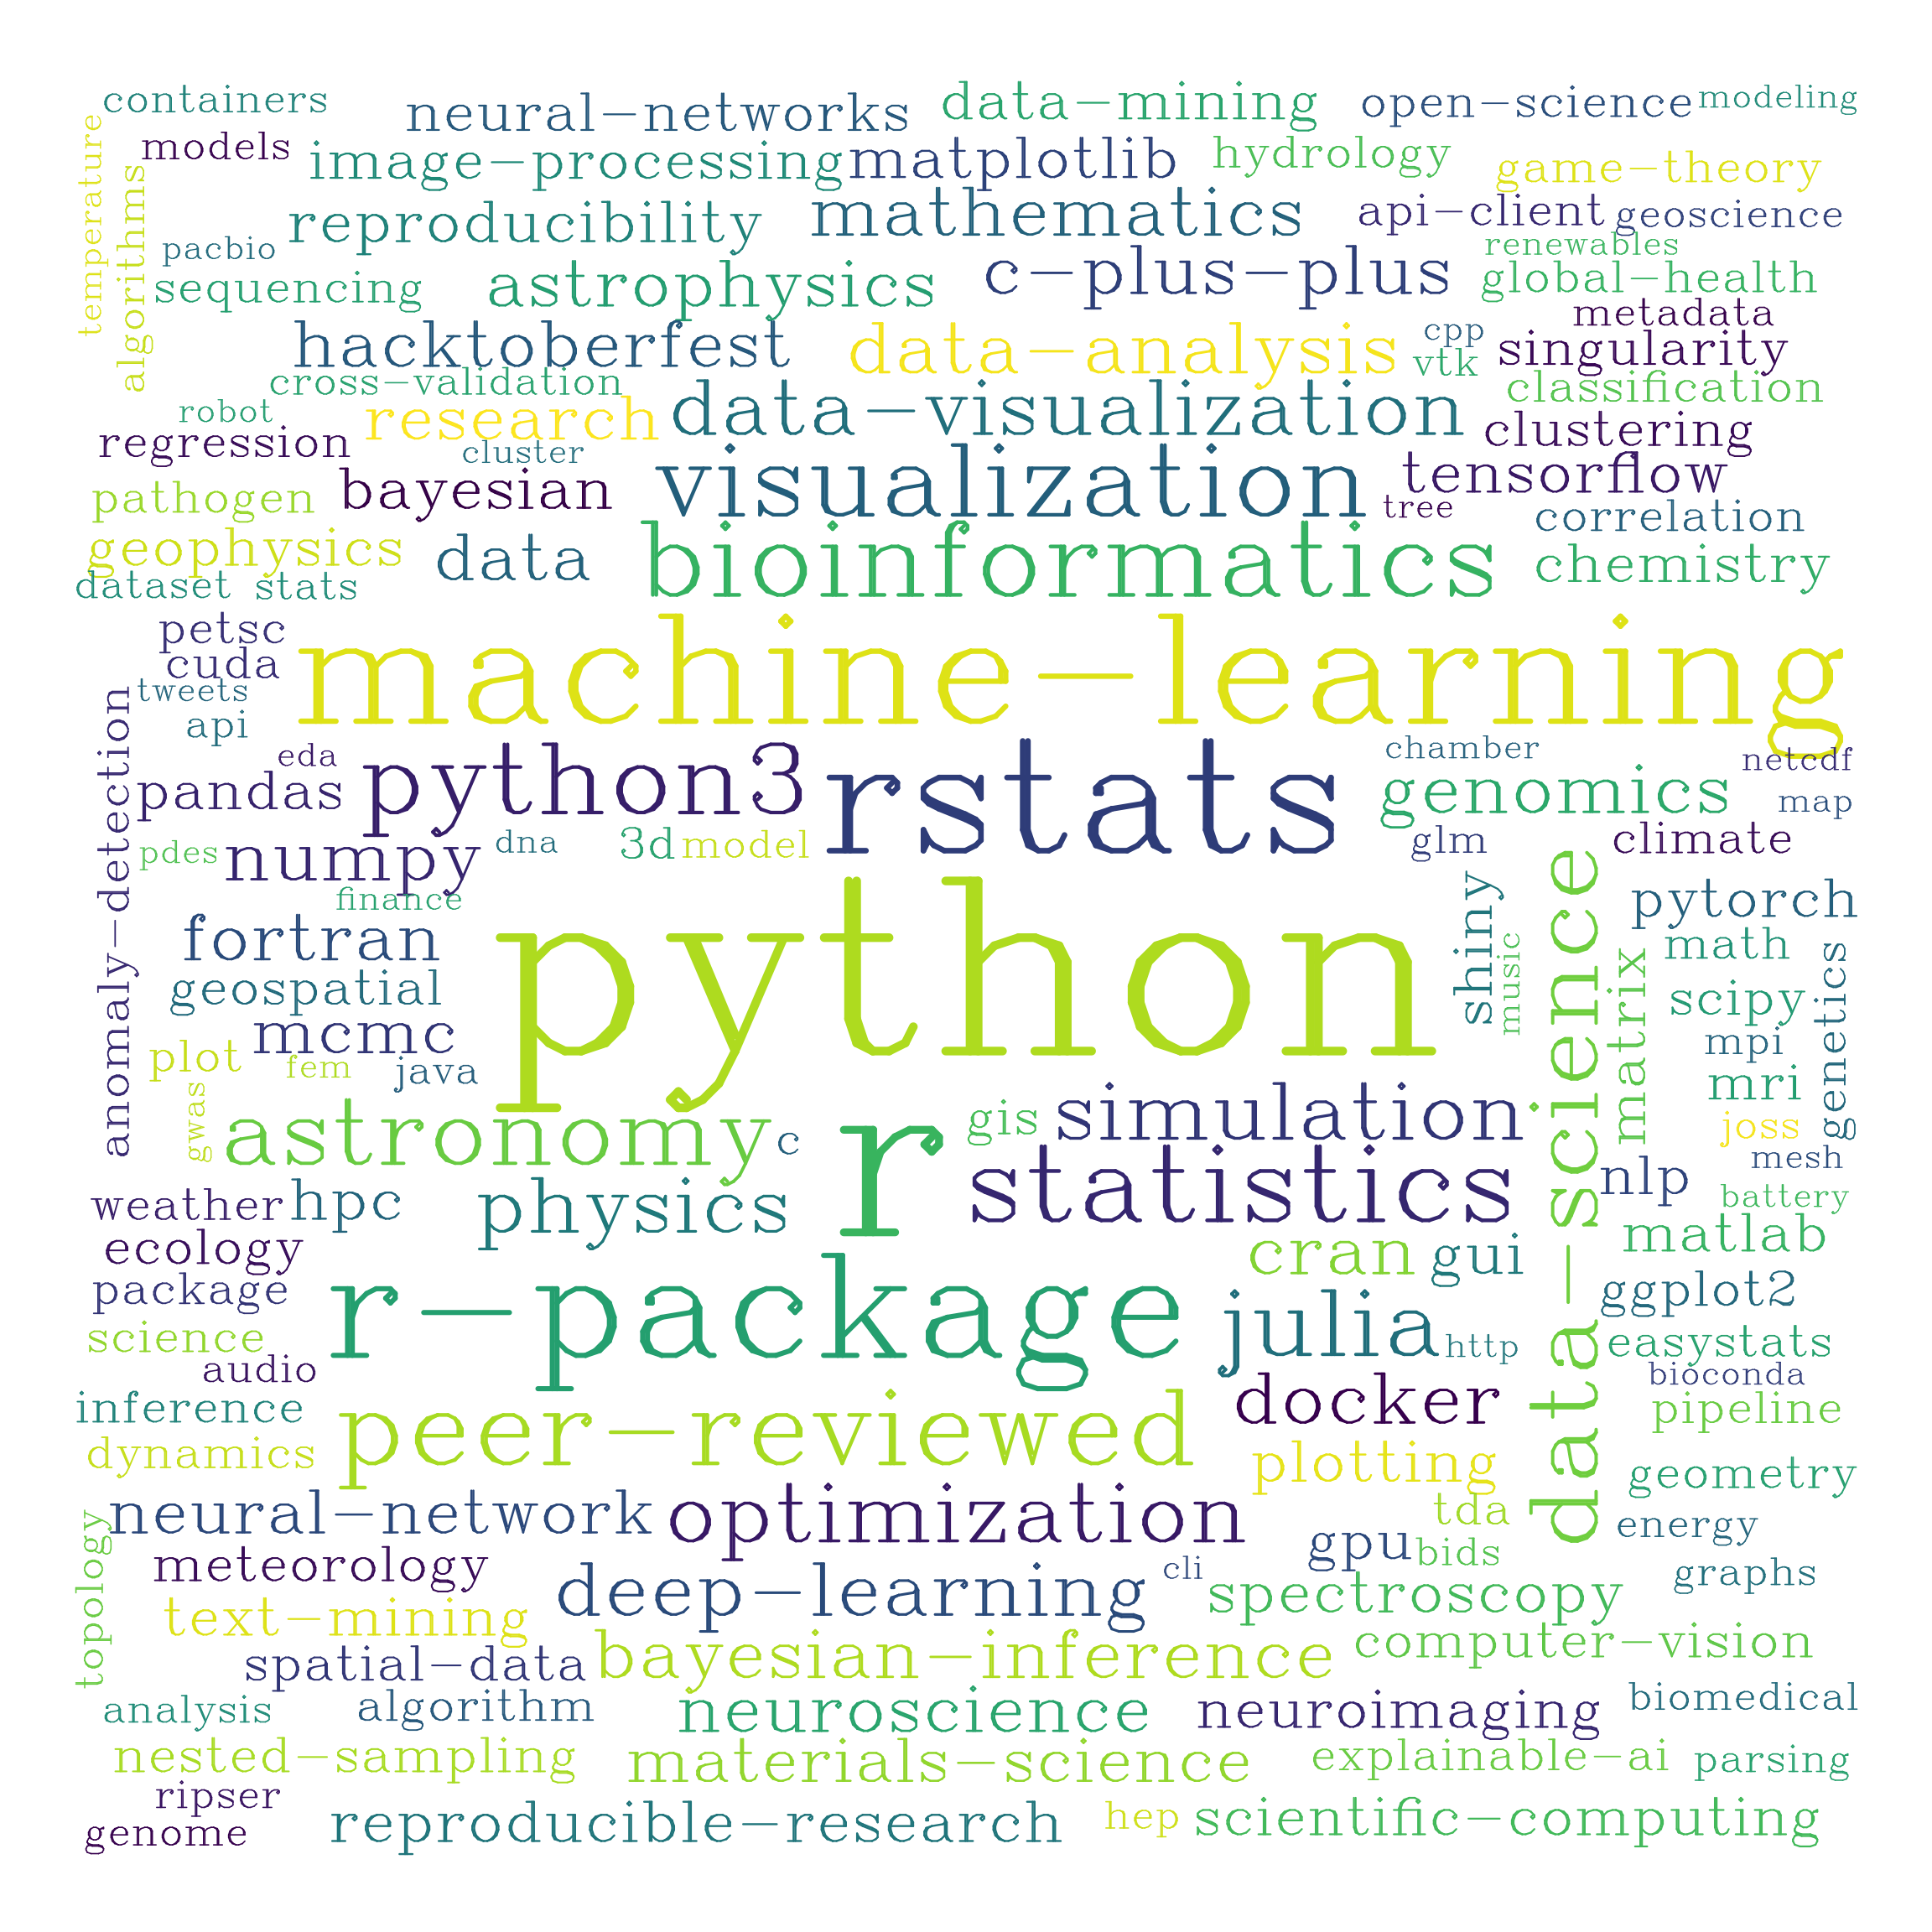 containers
neural-networks
data-mining
open-science
modeling
temperature
algorithms
models
image-processing
matplotlib
hydrology
game-theory
reproducibility
mathematics
api-client
geoscience
pacbio
renewables
sequencing
astrophysics
c-plus-plus
global-health
metadata
hacktoberfest
data-analysis
cpp
vtk
singularity
cross-validation
classification
robot
research
data-visualization
regression
cluster
clustering
pathogen
bayesian
visualization
tensorflow
tree
correlation
geophysics
data
bioinformatics
chemistry
dataset
stats
petsc
cuda
machine-learning
tweets
api
anomaly-detection
eda
pandas
python3
rstats
chamber
netcdf
genomics
map
pdes
numpy
dna
3d
model
glm
climate
finance
python
shiny
music
data-science
pytorch
fortran
math
matrix
geospatial
scipy
genetics
mcmc
plot
fem
java
mpi
mri
gwas
astronomy
c
r
gis
simulation
joss
mesh
weather
hpc
physics
statistics
nlp
battery
ecology
cran
gui
matlab
package
r-package
julia
http
ggplot2
science
easystats
audio
bioconda
inference
peer-reviewed
docker
pipeline
dynamics
plotting
geometry
topology
neural-network
optimization
tda
energy
meteorology
gpu
bids
graphs
deep-learning
cli
spectroscopy
text-mining
bayesian-inference
computer-vision
spatial-data
analysis
algorithm
neuroscience
neuroimaging
biomedical
nested-sampling
materials-science
explainable-ai
parsing
ripser
genome
reproducible-research
hep
scientific-computing